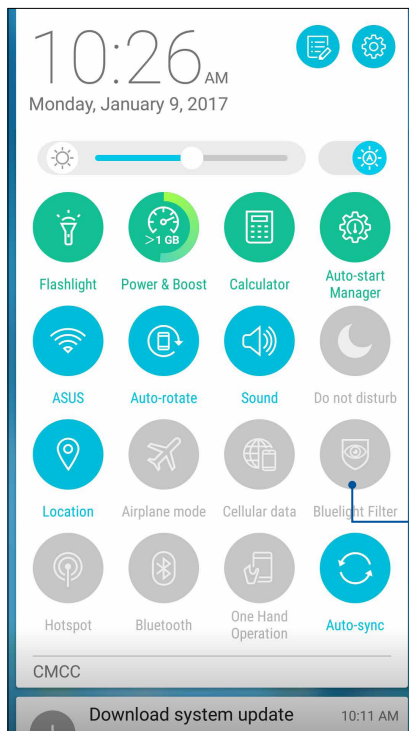 10:26 AM
Monday, January 9, 2017
A
>1 GB
Flashlight
Power & Boost
Calculator
Auto-start
Manager
ASUS
Auto-rotate
Sound
Do not disturb
Location
Airplane mode
Cellular data
Bluelight Filter
Hotspot
Bluetooth
One Hand
Operation
Auto-sync
CMCC
Download system update 10:11 AM